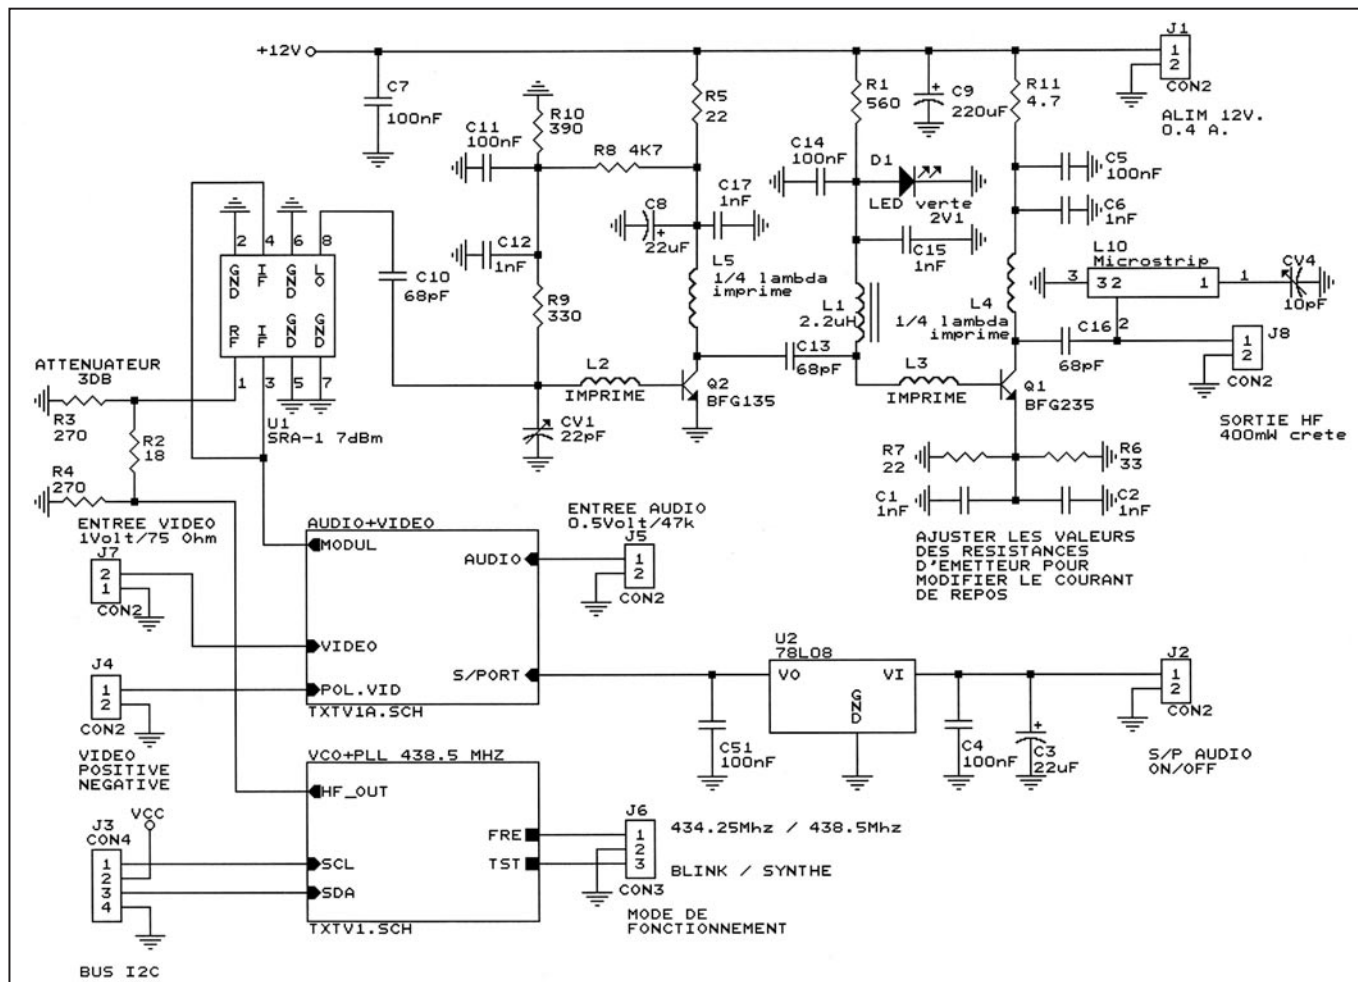 J1
+12V
1
2
CON2
ALIM 12V.
0.4 A.
C7
100nF
R10
390
C11
100nF
R8 4K7
R5
22
R1
560
C9
220uF
R11
4.7
C14
100nF
D1
LED verte
2V1
C5
100nF
C6
1nF
C17
1nF
C8
22uF
C12
1nF
C15
1nF
L10
Microstrip
3
32
1
1
CV4
10pF
2
2 4 6 8
GND IF GND LO
RF IF GND GND
1 3 5 7
U1
SRA-1 7dBm
C10
68pF
R9
330
L5
1/4 lambda
imprime
L1
2.2uH
L4
1/4 lambda
imprime
C16
68pF
J8
1
2
CON2
SORTIE HF
400mW crete
ATTENUATEUR
3DB
R3
270
R2
18
R4
270
L2
IMPRIME
CV1
22pF
Q2
BFG135
C13
68pF
L3
IMPRIME
Q1
BFG235
R7
22
R6
33
C1
1nF
C2
1nF
AJUSTER LES VALEURS
DES RESISTANCES
D'EMETTEUR POUR
MODIFIER LE COURANT
DE REPOS
ENTREE VIDEO
1Volt/75 Ohm
J7
2
1
CON2
AUDIO+VIDEO
MODUL
AUDIO
VIDEO
S/PORT
POL.VID
TXTV1A.SCH
ENTREE AUDIO
0.5Volt/47k
J5
1
2
CON2
J4
1
2
CON2
VIDEO
POSITIVE
NEGATIVE
U2
78L08
VO
VI
GND
C51
100nF
C4
100nF
C3
22uF
J2
1
2
CON2
S/P AUDIO
ON/OFF
VCO+PLL 438.5 MHZ
HF_OUT
FRE
TST
SCL
SDA
TXTV1.SCH
VCC
J3
CON4
1
2
3
4
BUS I2C
J6
1
2
3
CON3
434.25Mhz / 438.5Mhz
BLINK / SYNTHE
MODE DE
FONCTIONNEMENT